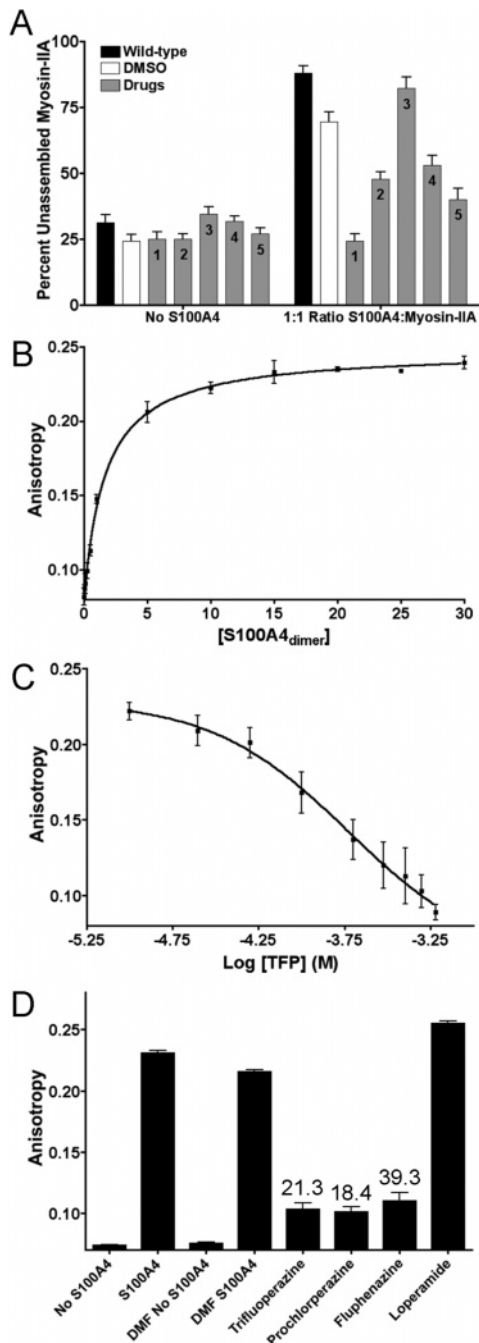 A
Percent Unassembled Myosin-IIA
100
75
50
25
0
Wild-type
DMSO
Drugs
1
2
3
4
5
1
2
3
4
5
No S100A4
1:1 Ratio S100A4:Myosin-IIA
B
Anisotropy
0.25
0.20
0.15
0.10
0
5
10
15
20
25
30
[S100A4dimer]
C
Anisotropy
0.25
0.20
0.15
0.10
-5.25
-4.75
-4.25
-3.75
-3.25
Log [TFP] (M)
D
Anisotropy
0.25
0.20
0.15
0.10
21.3
18.4
39.3
No S100A4
S100A4
DMF No S100A4
DMF S100A4
Trifluoperazine
Prochlorperazine
Fluphenazine
Loperamide